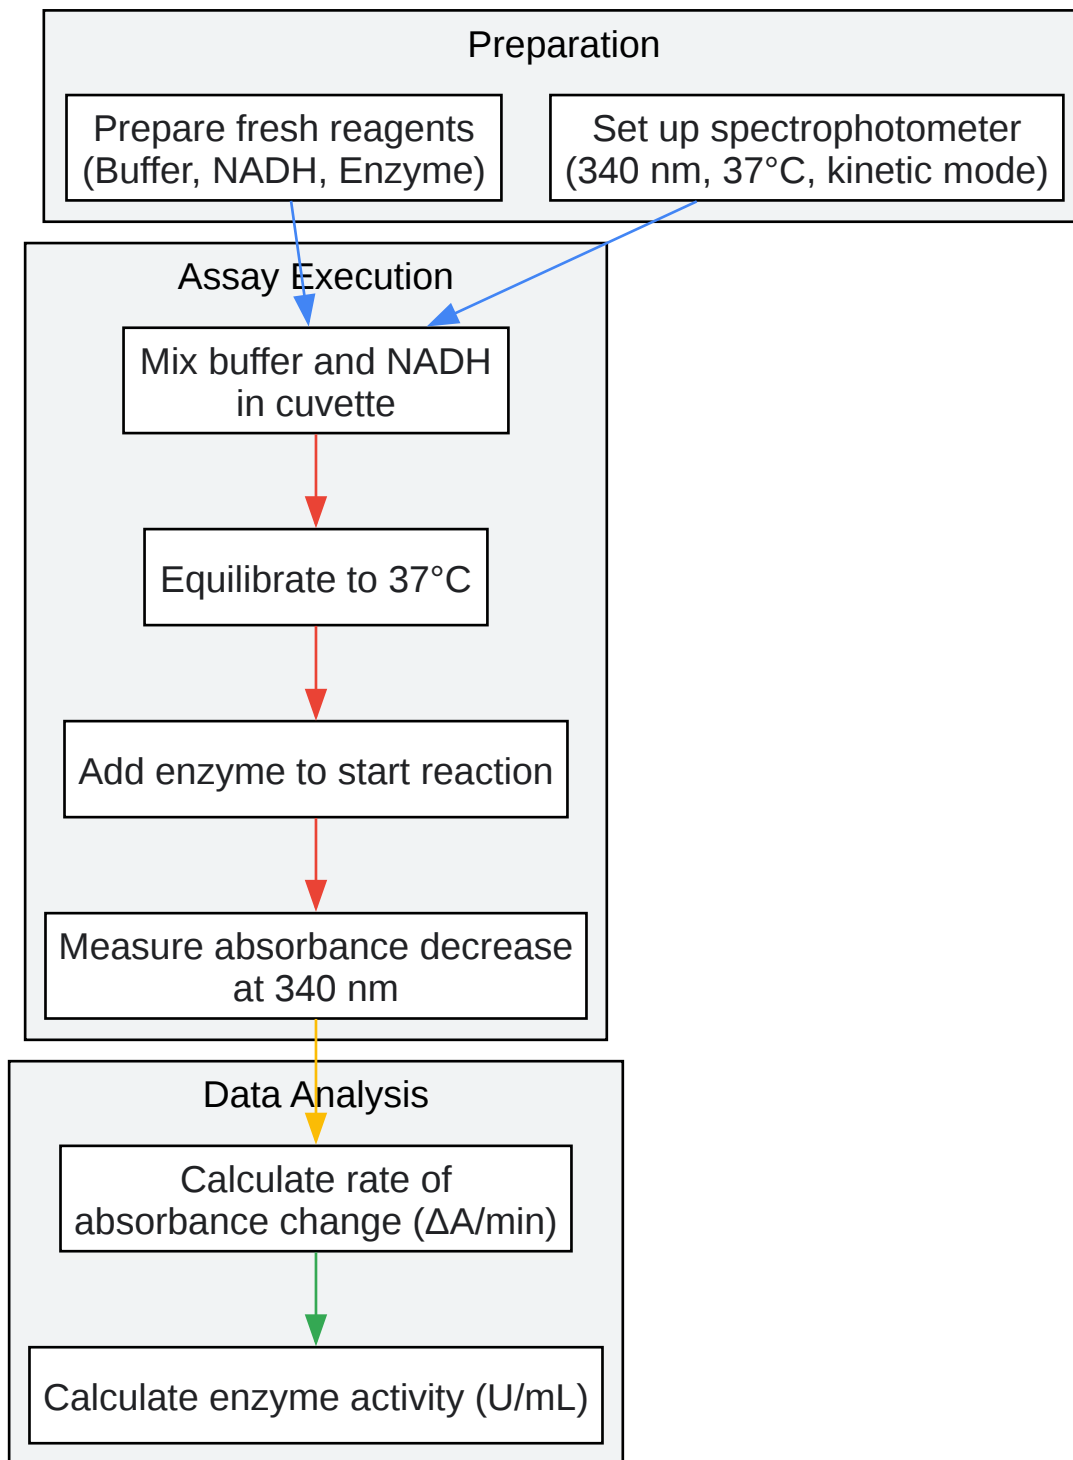 Preparation
Prepare fresh reagents
(Buffer, NADH, Enzyme)
Set up spectrophotometer
(340 nm, 37°C, kinetic mode)
Assay Execution
Mix buffer and NADH
in cuvette
Equilibrate to 37°C
Add enzyme to start reaction
Measure absorbance decrease
at 340 nm
Data Analysis
Calculate rate of
absorbance change (ΔA/min)
Calculate enzyme activity (U/mL)